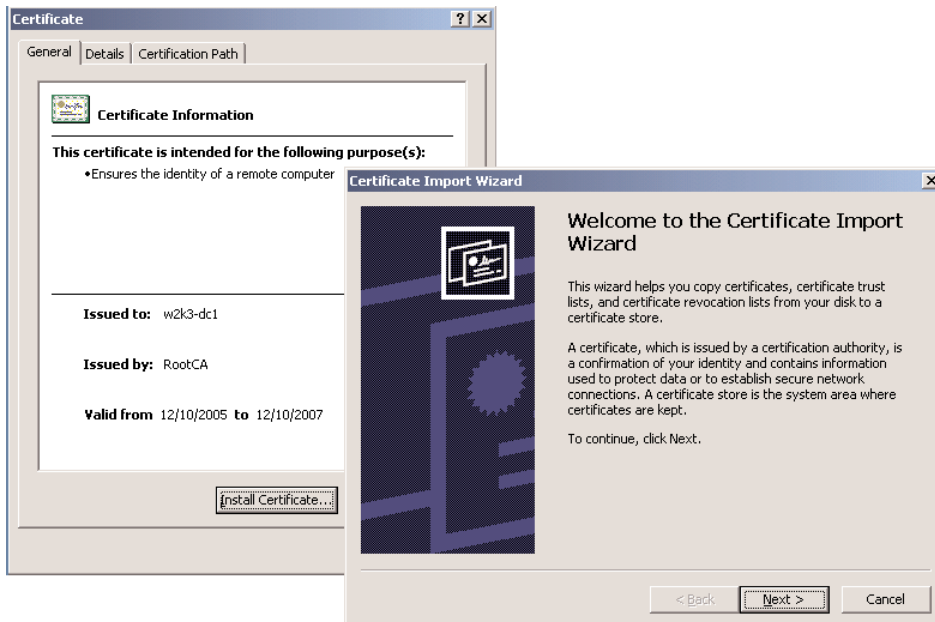 Certificate
General Details Certification Path
Certificate Information
This certificate is intended for the following purpose(s):
•Ensures the identity of a remote computer
Issued to: w2k3-dc1
Issued by: RootCA
Valid from 12/10/2005 to 12/10/2007
Install Certificate...
Certificate Import Wizard
Welcome to the Certificate Import
Wizard
This wizard helps you copy certificates, certificate trust
lists, and certificate revocation lists from your disk to a
certificate store.
A certificate, which is issued by a certification authority, is
a confirmation of your identity and contains information
used to protect data or to establish secure network
connections. A certificate store is the system area where
certificates are kept.
To continue, click Next.
< Back Next > Cancel